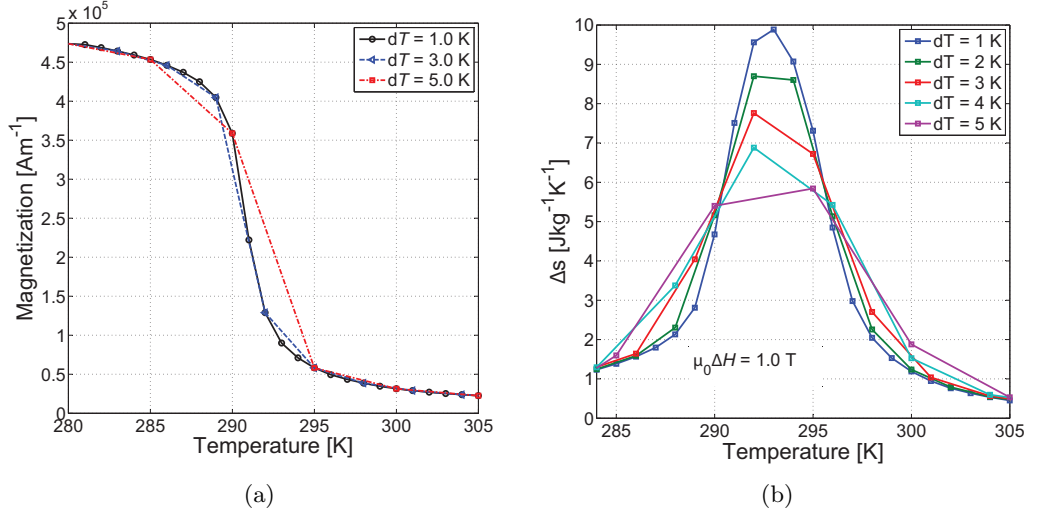 5
x 10⁵
4.5
4
3.5
3
2.5
2
1.5
1
0.5
0
280 285 290 295 300 305
Temperature [K]
Magnetization [Am⁻¹]
dT = 1.0 K
dT = 3.0 K
dT = 5.0 K
(a)
10
9
8
7
6
5
4
3
2
1
0
285 290 295 300 305
Temperature [K]
Δs [Jkg⁻¹K⁻¹]
dT = 1 K
dT = 2 K
dT = 3 K
dT = 4 K
dT = 5 K
μ₀ΔH = 1.0 T
(b)